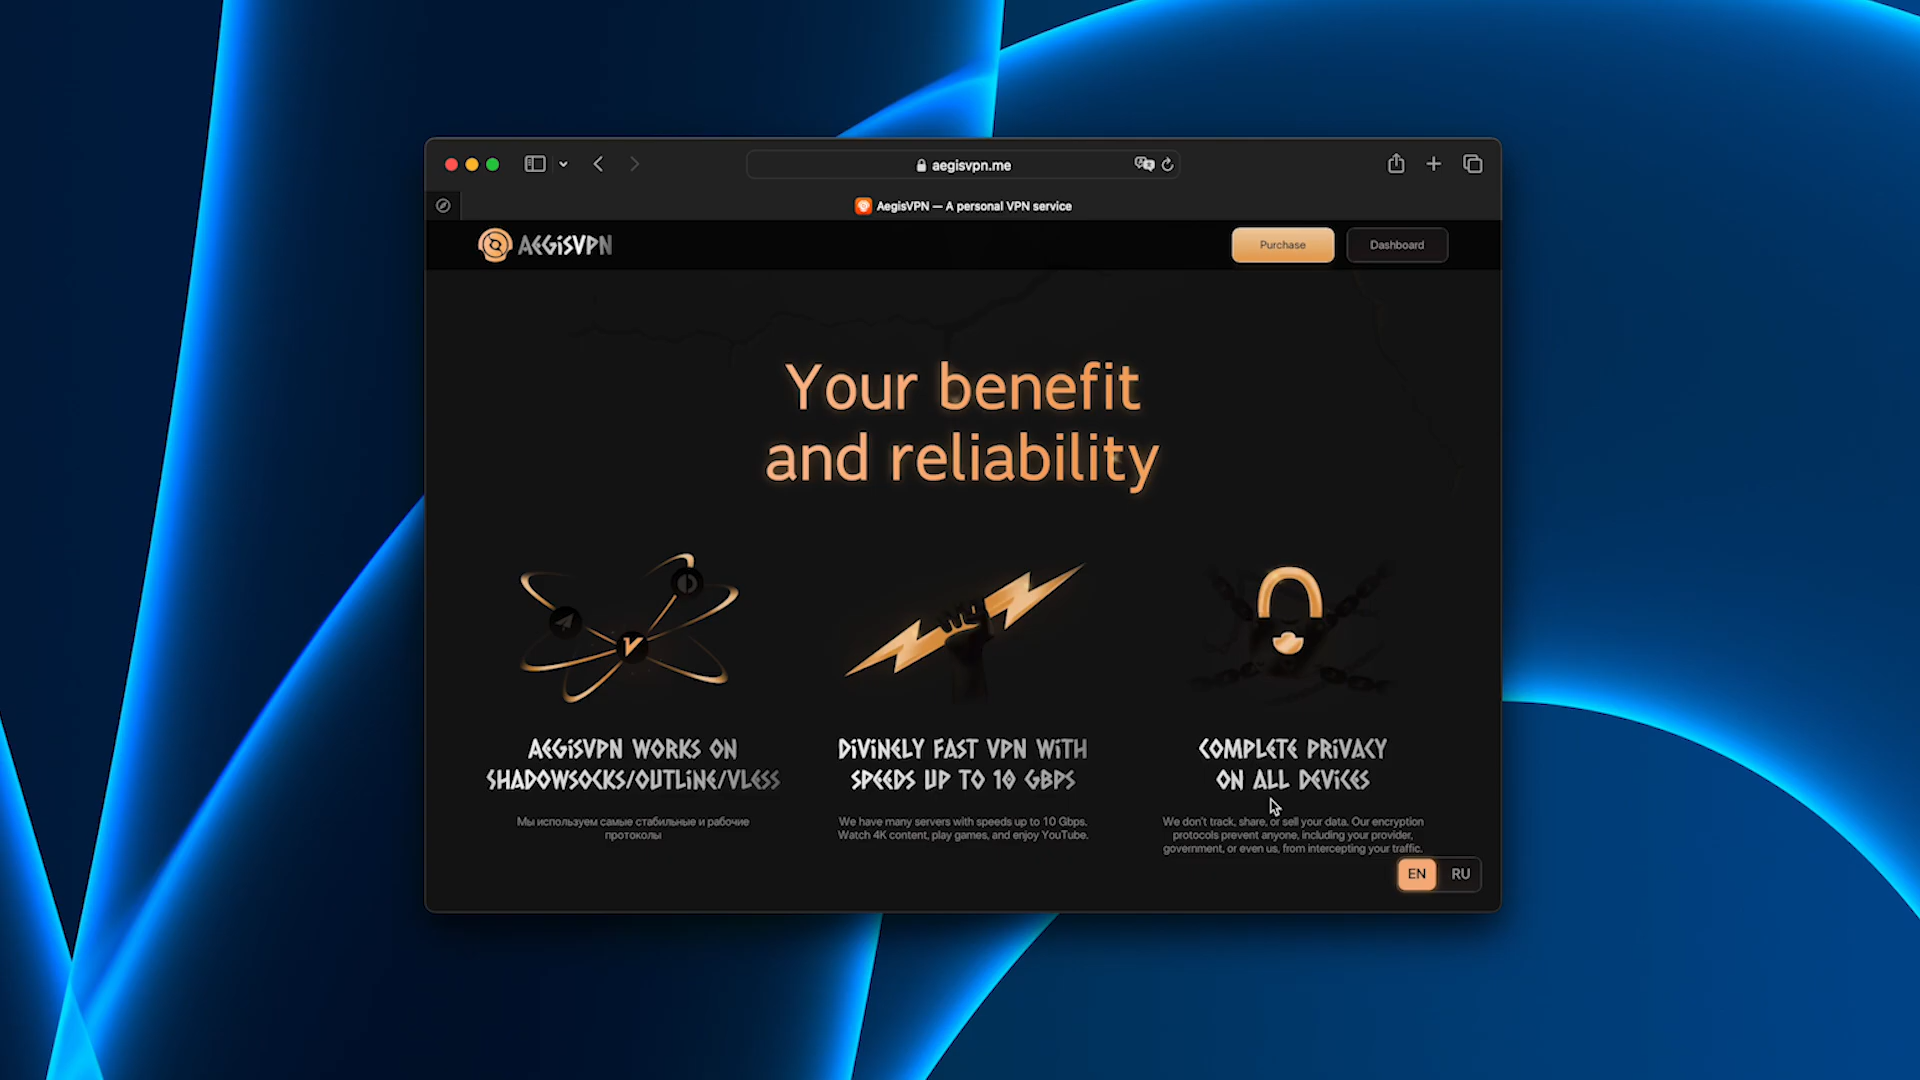 aegisvpn.me
AegisVPN — A personal VPN service
AEGiSVPN
Purchase
Dashboard
Your benefit
and reliability
AEGiSVPN WORKS ON
SHADOWSOCKS/OUTLiNE/VLESS
Мы используем самые стабильные и рабочие
протоколы
DiViNELY FAST VPN WiTH
SPEEDS UP TO 10 GBPS
We have many servers with speeds up to 10 Gbps.
Watch 4K content, play games, and enjoy YouTube.
COMPLETE PRiVACY
ON ALL DEViCES
We don't track, share, or sell your data. Our encryption
protocols prevent anyone, including your provider,
government, or even us, from intercepting your traffic.
EN
RU